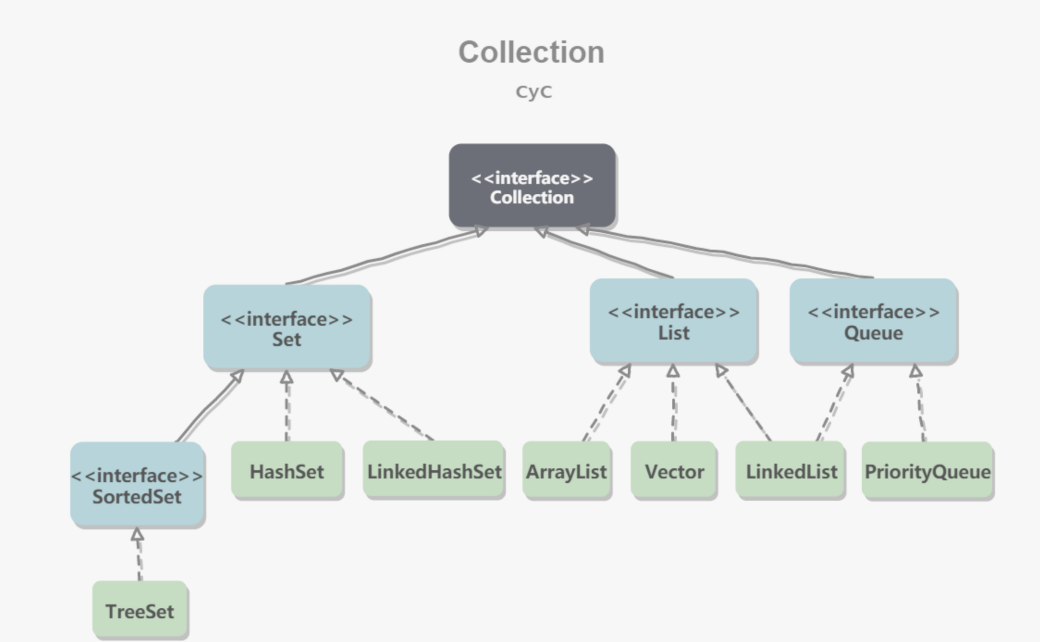 Collection
CyC
<<interface>>
Collection
<<interface>>
Set
<<interface>>
List
<<interface>>
Queue
<<interface>>
SortedSet
HashSet
LinkedHashSet
ArrayList
Vector
LinkedList
PriorityQueue
TreeSet